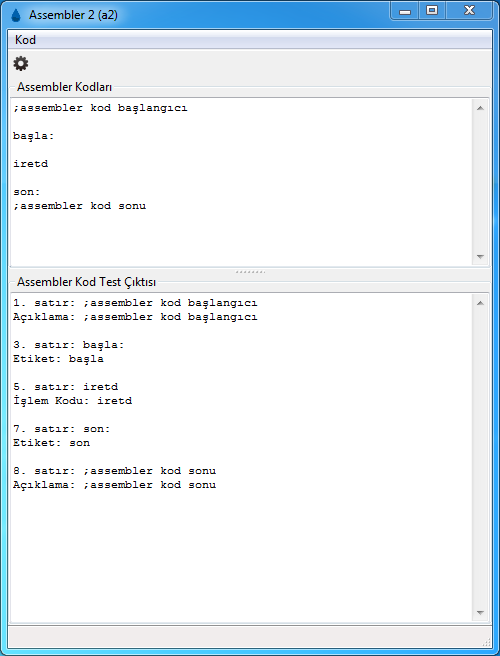 Assembler 2 (a2)
Kod
Assembler Kodları
;assembler kod başlangıcı
başla:
iretd
son:
;assembler kod sonu
Assembler Kod Test Çıktısı
1. satır: ;assembler kod başlangıcı
Açıklama: ;assembler kod başlangıcı
3. satır: başla:
Etiket: başla
5. satır: iretd
İşlem Kodu: iretd
7. satır: son:
Etiket: son
8. satır: ;assembler kod sonu
Açıklama: ;assembler kod sonu